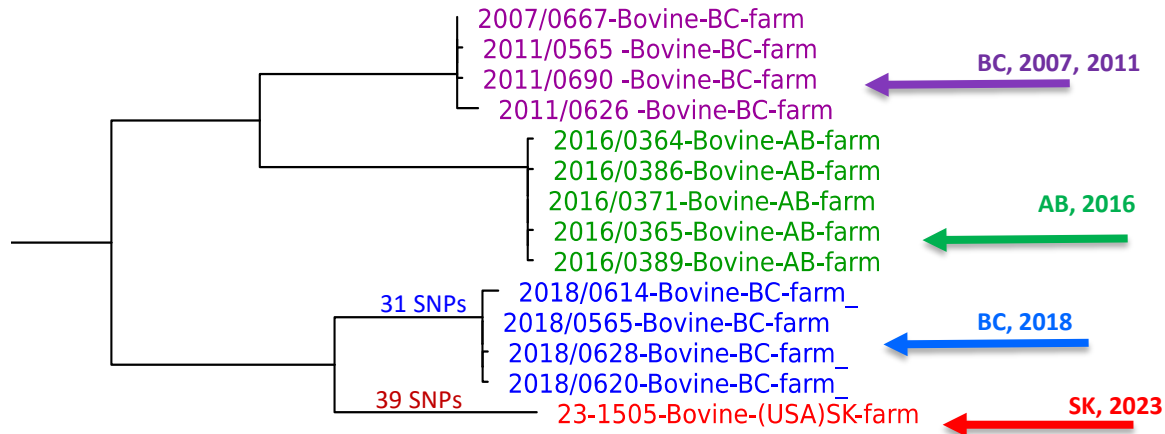 2007/0667-Bovine-BC-farm
2011/0565 -Bovine-BC-farm
2011/0690 -Bovine-BC-farm
2011/0626 -Bovine-BC-farm
BC, 2007, 2011
2016/0364-Bovine-AB-farm
2016/0386-Bovine-AB-farm
2016/0371-Bovine-AB-farm
2016/0365-Bovine-AB-farm
2016/0389-Bovine-AB-farm
AB, 2016
31 SNPs
2018/0614-Bovine-BC-farm_
2018/0565-Bovine-BC-farm
2018/0628-Bovine-BC-farm_
2018/0620-Bovine-BC-farm_
BC, 2018
39 SNPs
23-1505-Bovine-(USA)SK-farm
SK, 2023